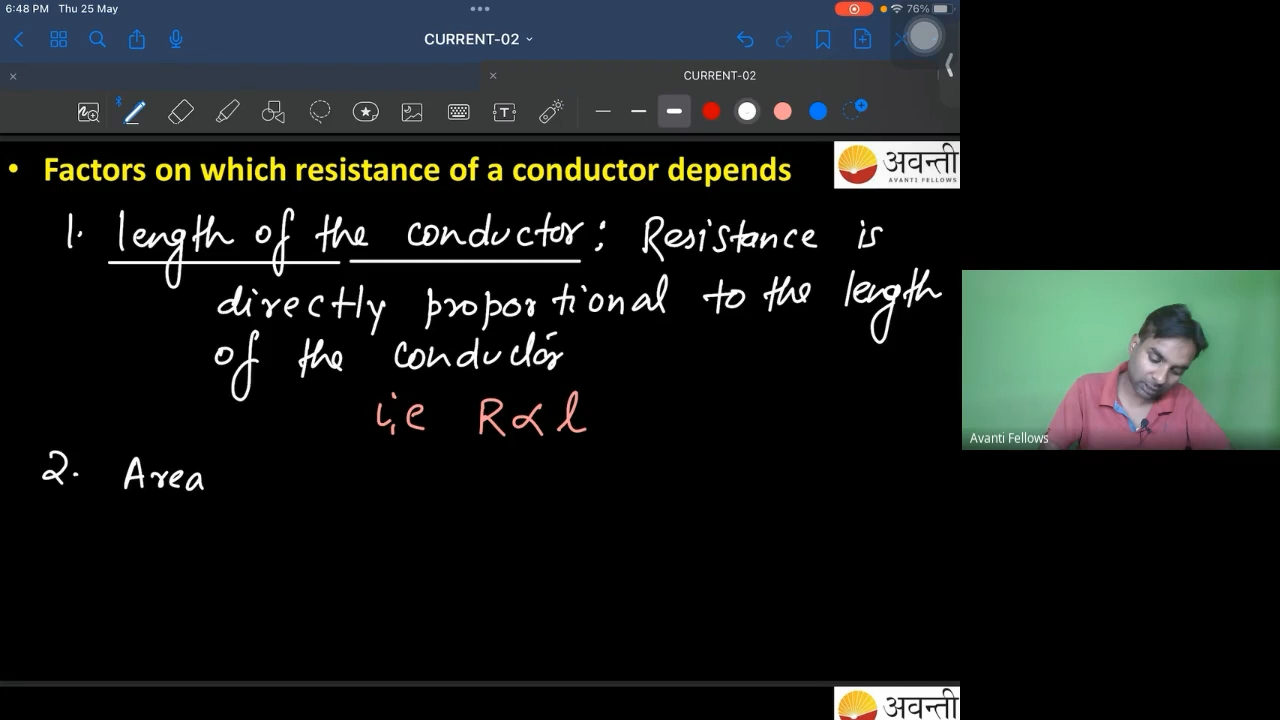 6:48 PM Thu 25 May
76%
CURRENT-02
CURRENT-02
• Factors on which resistance of a conductor depends
अवन्ती
AVANTI FELLOWS
1. length of the conductor : Resistance is
directly proportional to the length
of the conductor
i,e R ∝ l
2. Area
Avanti Fellows
अवन्ती